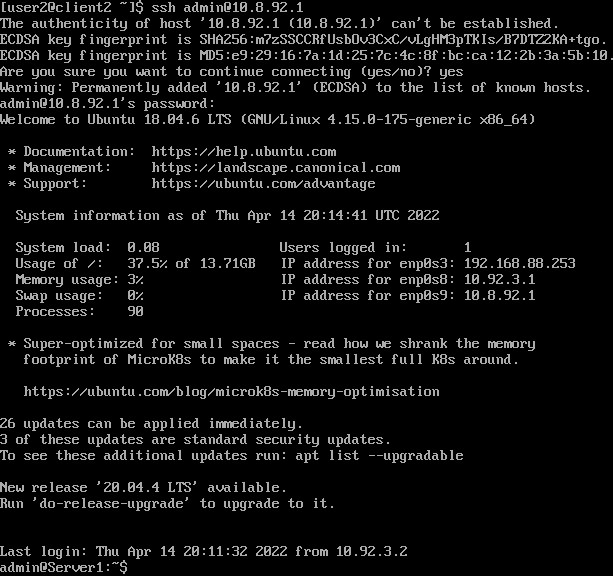 [user2@client2 ~]$ ssh admin@10.8.92.1
The authenticity of host '10.8.92.1 (10.8.92.1)' can't be established.
ECDSA key fingerprint is SHA256:m7zSSCCRfUsbOv3CxC/vLgHM3pTKIs/B7DTZ2KA+tgo.
ECDSA key fingerprint is MD5:e9:29:16:7a:1d:25:7c:4c:8f:bc:ca:12:2b:3a:5b:10.
Are you sure you want to continue connecting (yes/no)? yes
Warning: Permanently added '10.8.92.1' (ECDSA) to the list of known hosts.
admin@10.8.92.1's password:
Welcome to Ubuntu 18.04.6 LTS (GNU/Linux 4.15.0-175-generic x86_64)
* Documentation:  https://help.ubuntu.com
* Management:     https://landscape.canonical.com
* Support:        https://ubuntu.com/advantage
System information as of Thu Apr 14 20:14:41 UTC 2022
System load:  0.08               Users logged in:       1
Usage of /:   37.5% of 13.71GB   IP address for enp0s3: 192.168.88.253
Memory usage: 3%                 IP address for enp0s8: 10.92.3.1
Swap usage:   0%                 IP address for enp0s9: 10.8.92.1
Processes:    90
* Super-optimized for small spaces - read how we shrank the memory
footprint of MicroK8s to make it the smallest full K8s around.
https://ubuntu.com/blog/microk8s-memory-optimisation
26 updates can be applied immediately.
3 of these updates are standard security updates.
To see these additional updates run: apt list --upgradable
New release '20.04.4 LTS' available.
Run 'do-release-upgrade' to upgrade to it.
Last login: Thu Apr 14 20:11:32 2022 from 10.92.3.2
admin@Server1:~$